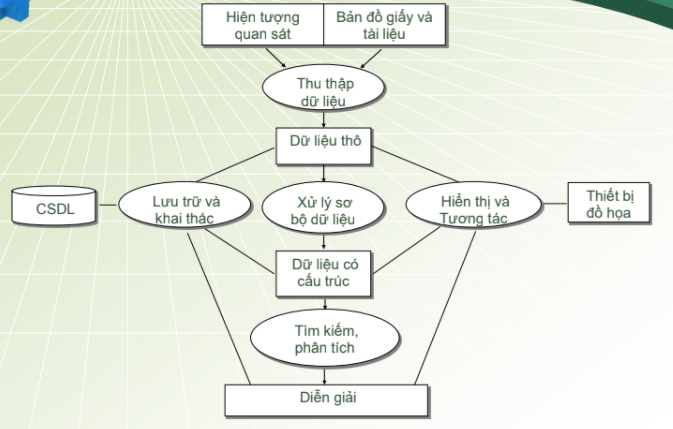 Hiện tượng
quan sát
Bản đồ giấy và
tài liệu
Thu thập
dữ liệu
Dữ liệu thô
CSDL
Lưu trữ và
khai thác
Xử lý sơ
bộ dữ liệu
Hiển thị và
Tương tác
Thiết bị
đồ họa
Dữ liệu có
cấu trúc
Tìm kiếm,
phân tích
Diễn giải